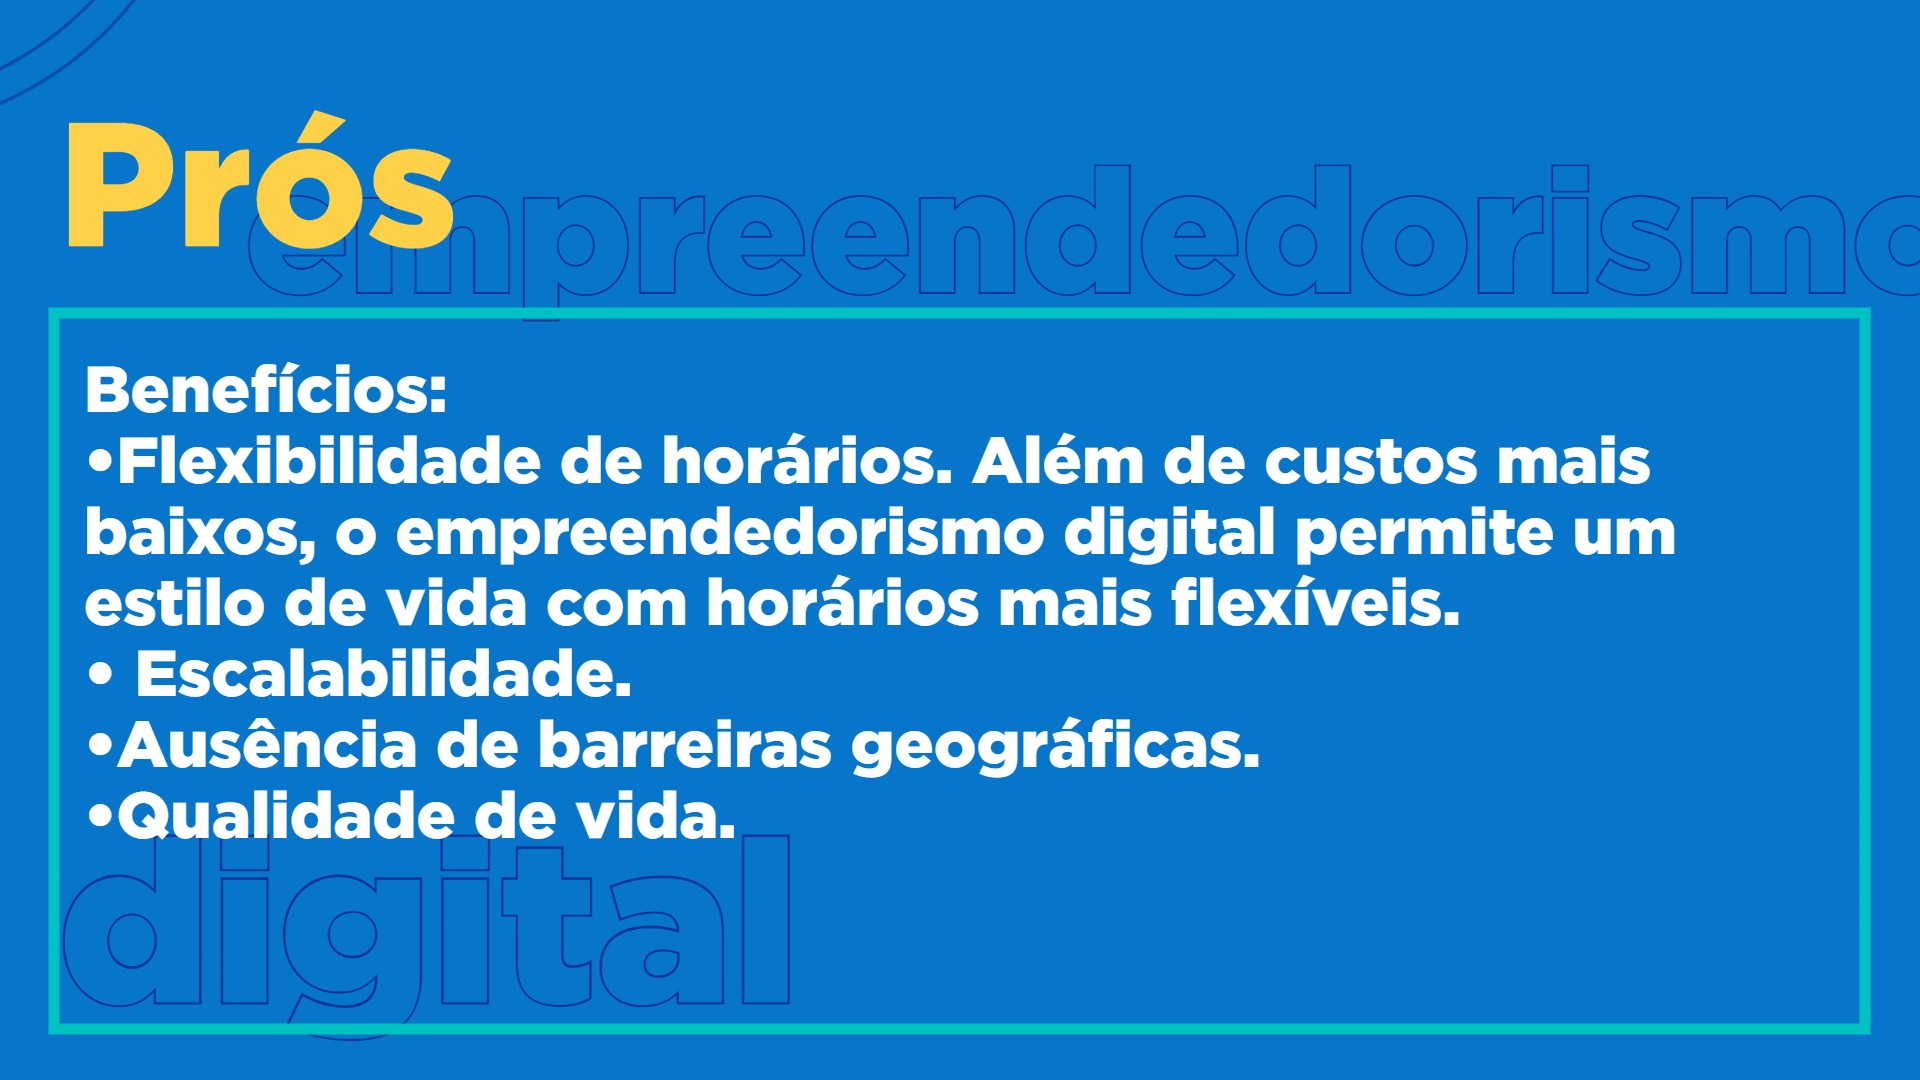 Prós
empreendedorismo
Benefícios:
•Flexibilidade de horários. Além de custos mais
baixos, o empreendedorismo digital permite um
estilo de vida com horários mais flexíveis.
• Escalabilidade.
•Ausência de barreiras geográficas.
•Qualidade de vida.
digital